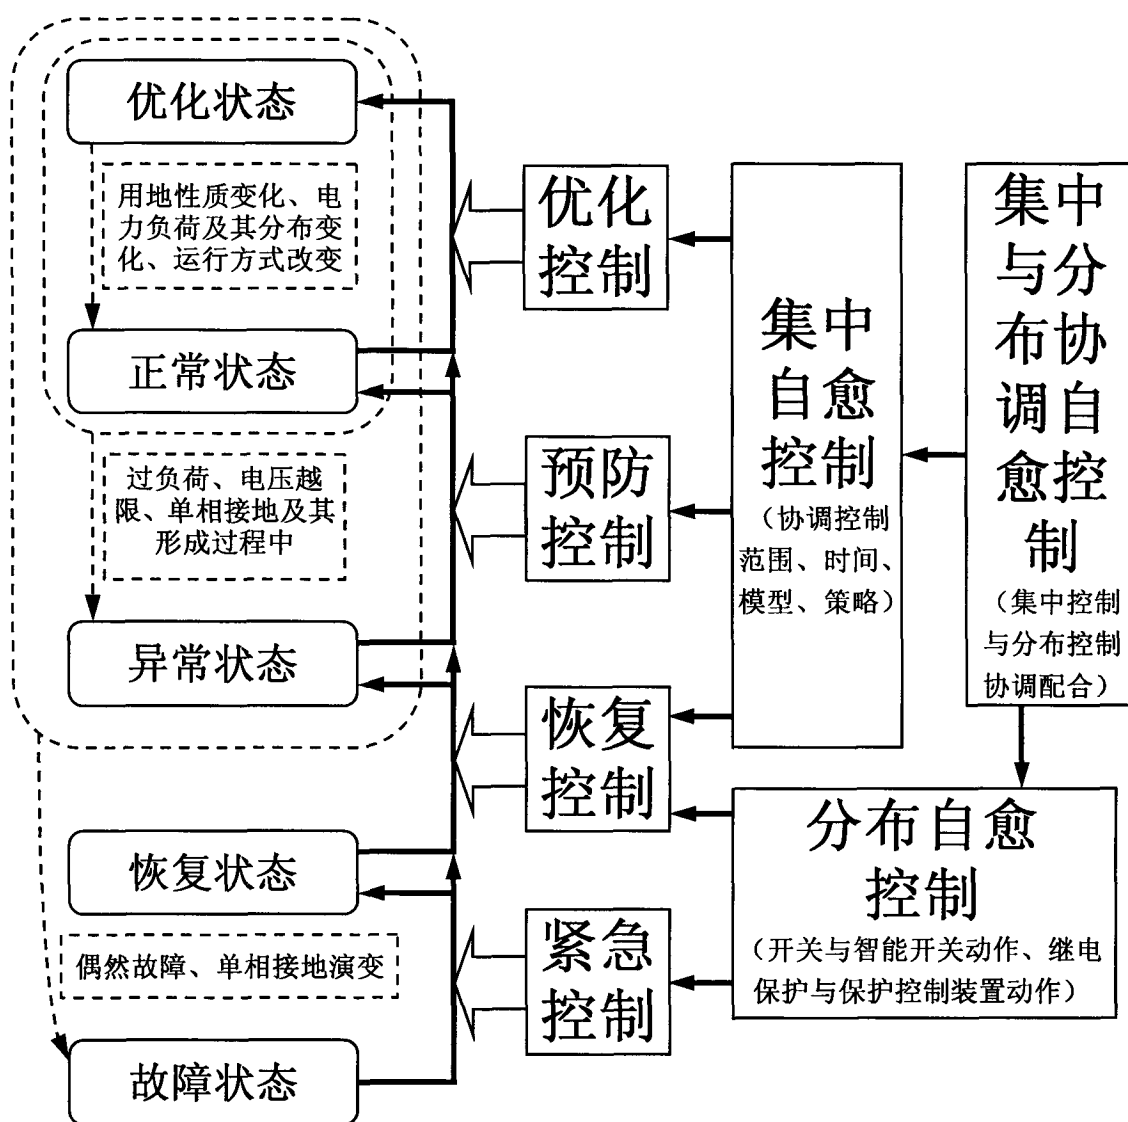 优化状态
用地性质变化、电
力负荷及其分布变
化、运行方式改变
正常状态
过负荷、电压越
限、单相接地及其
形成过程中
异常状态
恢复状态
偶然故障、单相接地演变
故障状态
优化
控制
预防
控制
恢复
控制
紧急
控制
集中
自愈
控制
（协调控制
范围、时间、
模型、策略）
集中
与分
布协
调自
愈控
制
（集中控制
与分布控制
协调配合）
分布自愈
控制
（开关与智能开关动作、继电
保护与保护控制装置动作）